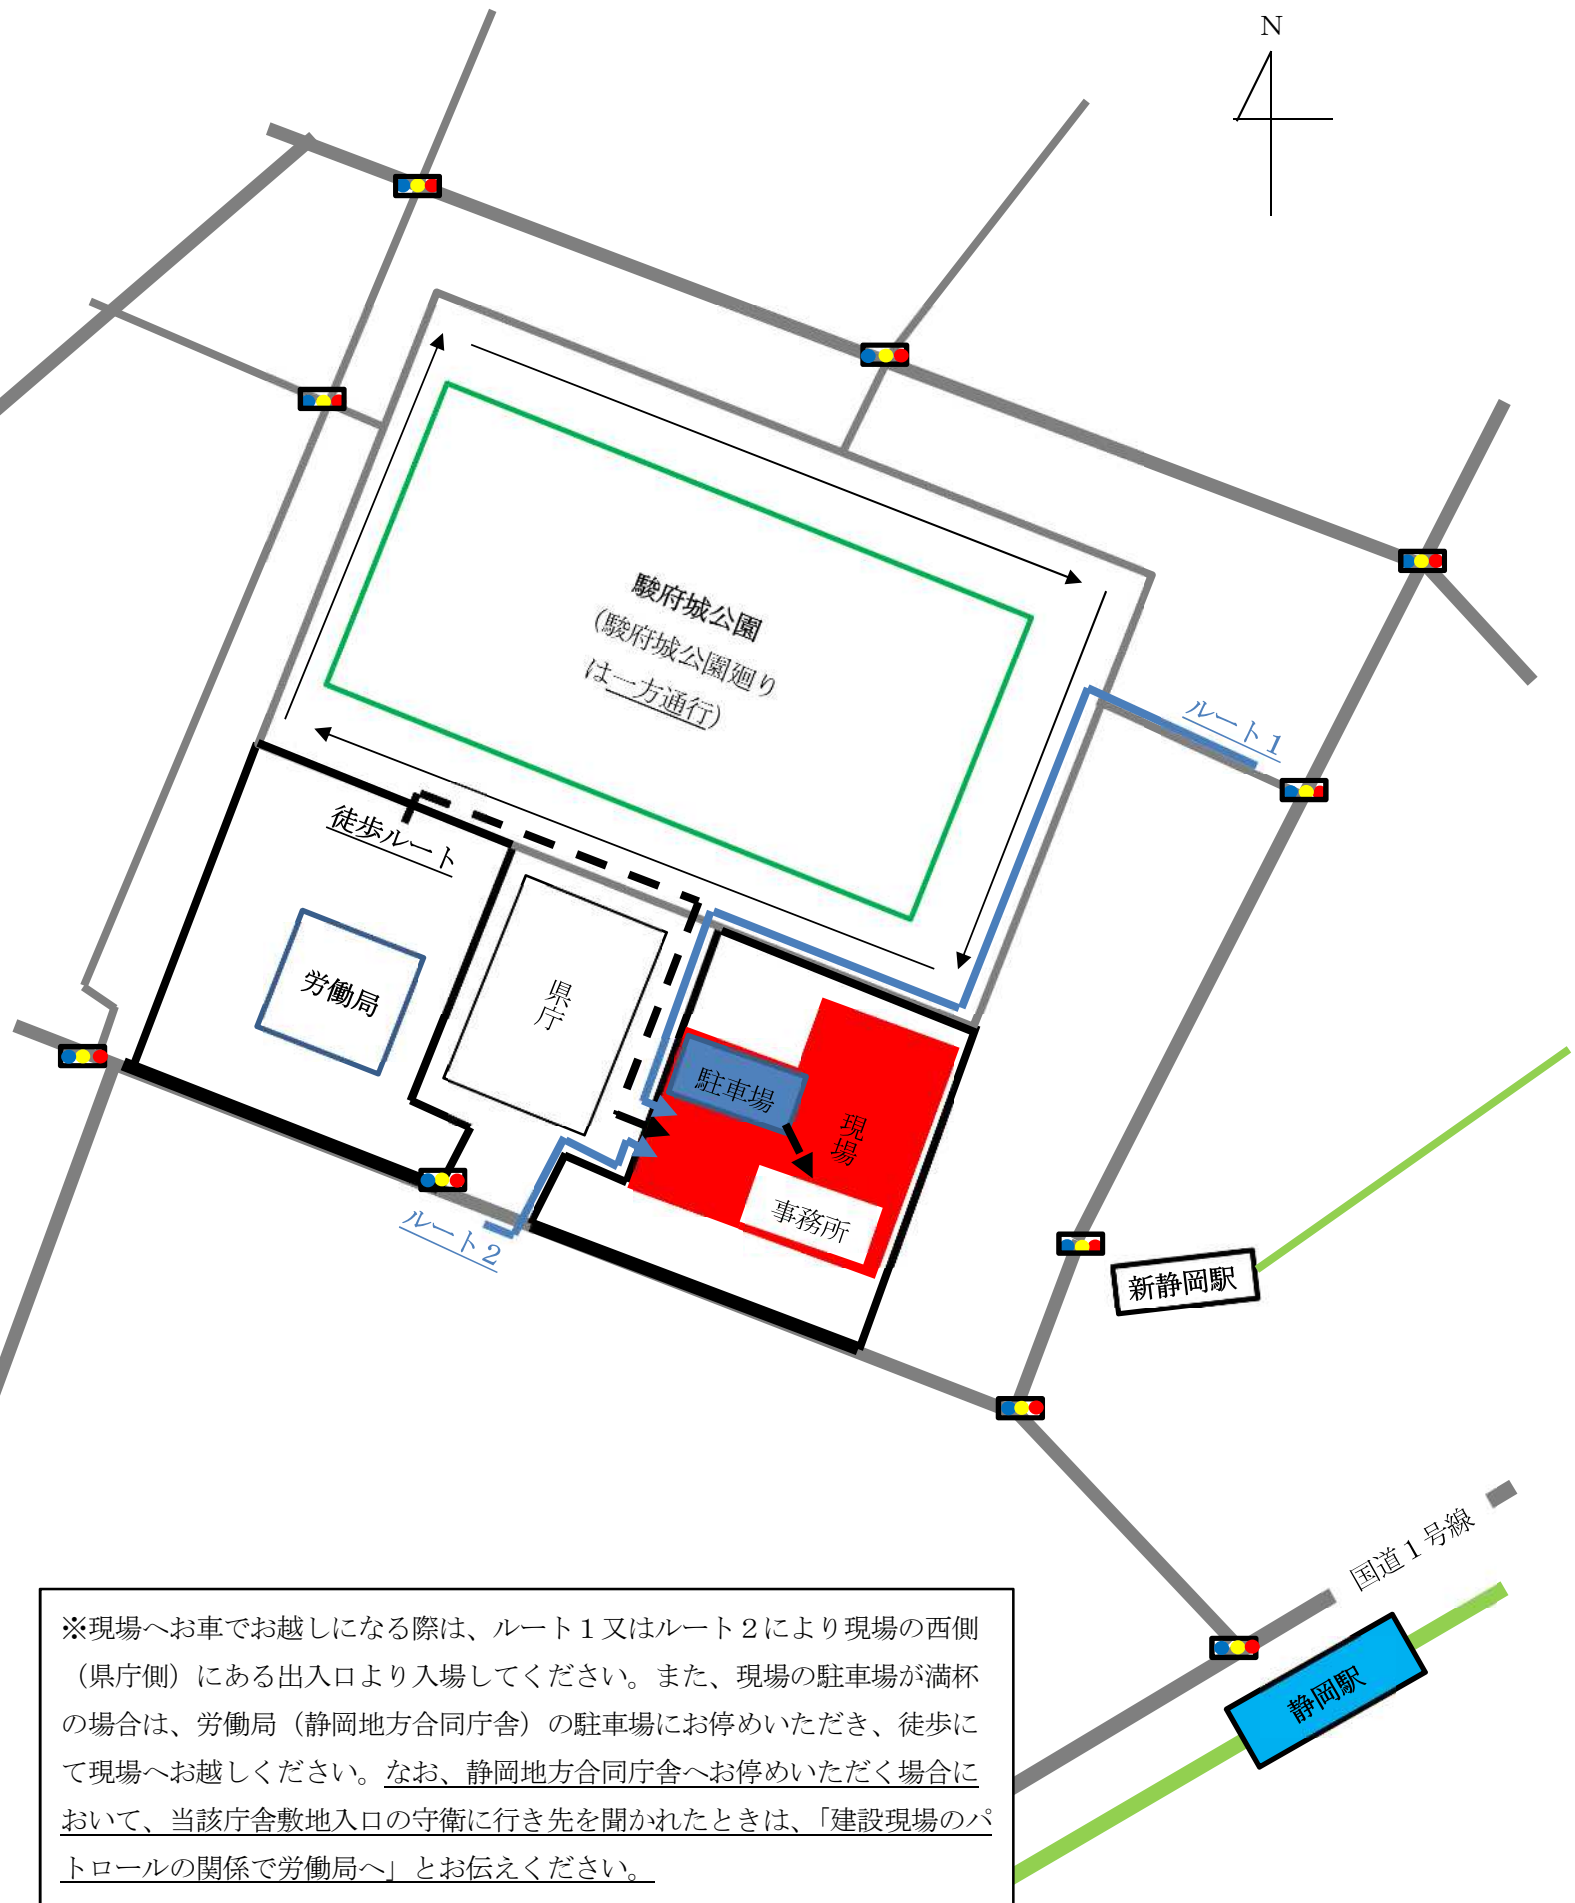 N
駿府城公園
(駿府城公園廻り
は一方通行)
ルート1
徒歩ルート
労働局
県庁
駐車場
現場
事務所
ルート2
新静岡駅
国道1号線
静岡駅
※現場へお車でお越しになる際は、ルート1又はルート2により現場の西側
(県庁側)にある出入口より入場してください。また、現場の駐車場が満杯
の場合は、労働局(静岡地方合同庁舎)の駐車場にお停めいただき、徒歩に
て現場へお越しください。なお、静岡地方合同庁舎へお停めいただく場合に
おいて、当該庁舎敷地入口の守衛に行き先を聞かれたときは、「建設現場のパ
トロールの関係で労働局へ」とお伝えください。